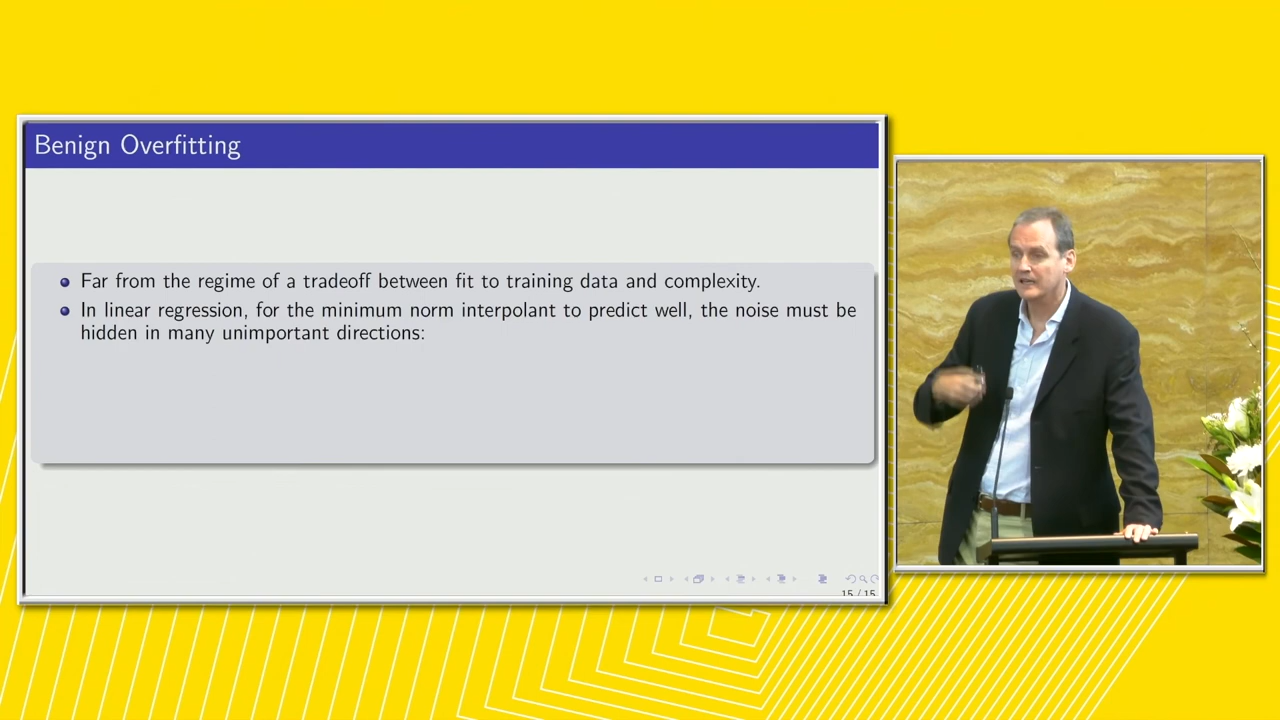 Benign Overfitting
Far from the regime of a tradeoff between fit to training data and complexity.
In linear regression, for the minimum norm interpolant to predict well, the noise must be
hidden in many unimportant directions:
15 / 15